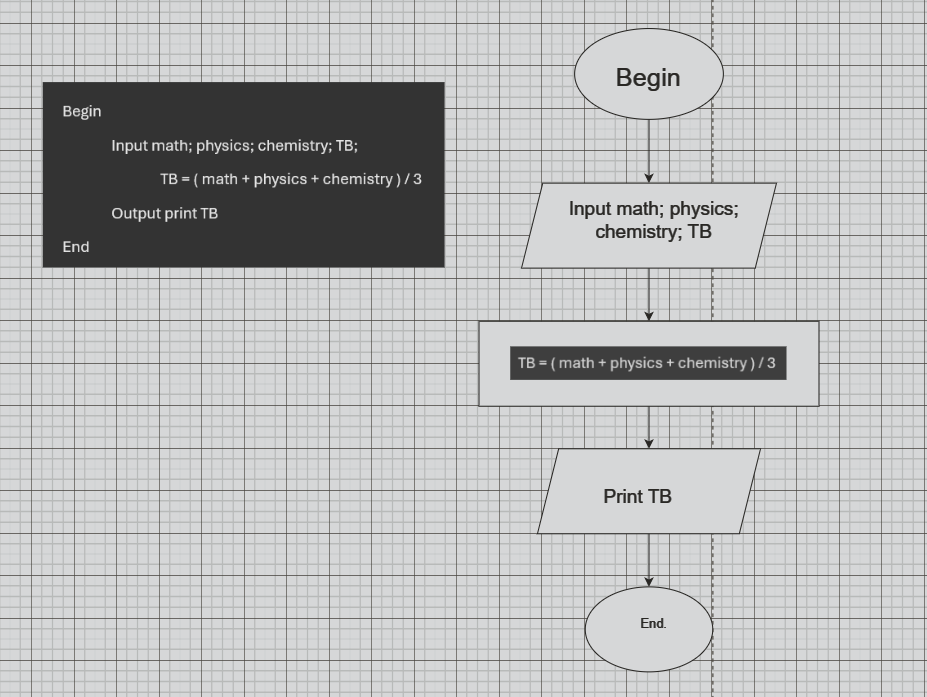 Begin
Input math; physics; chemistry; TB;
TB = ( math + physics + chemistry ) / 3
Output print TB
End
Begin
Input math; physics;
chemistry; TB
TB = ( math + physics + chemistry ) / 3
Print TB
End.